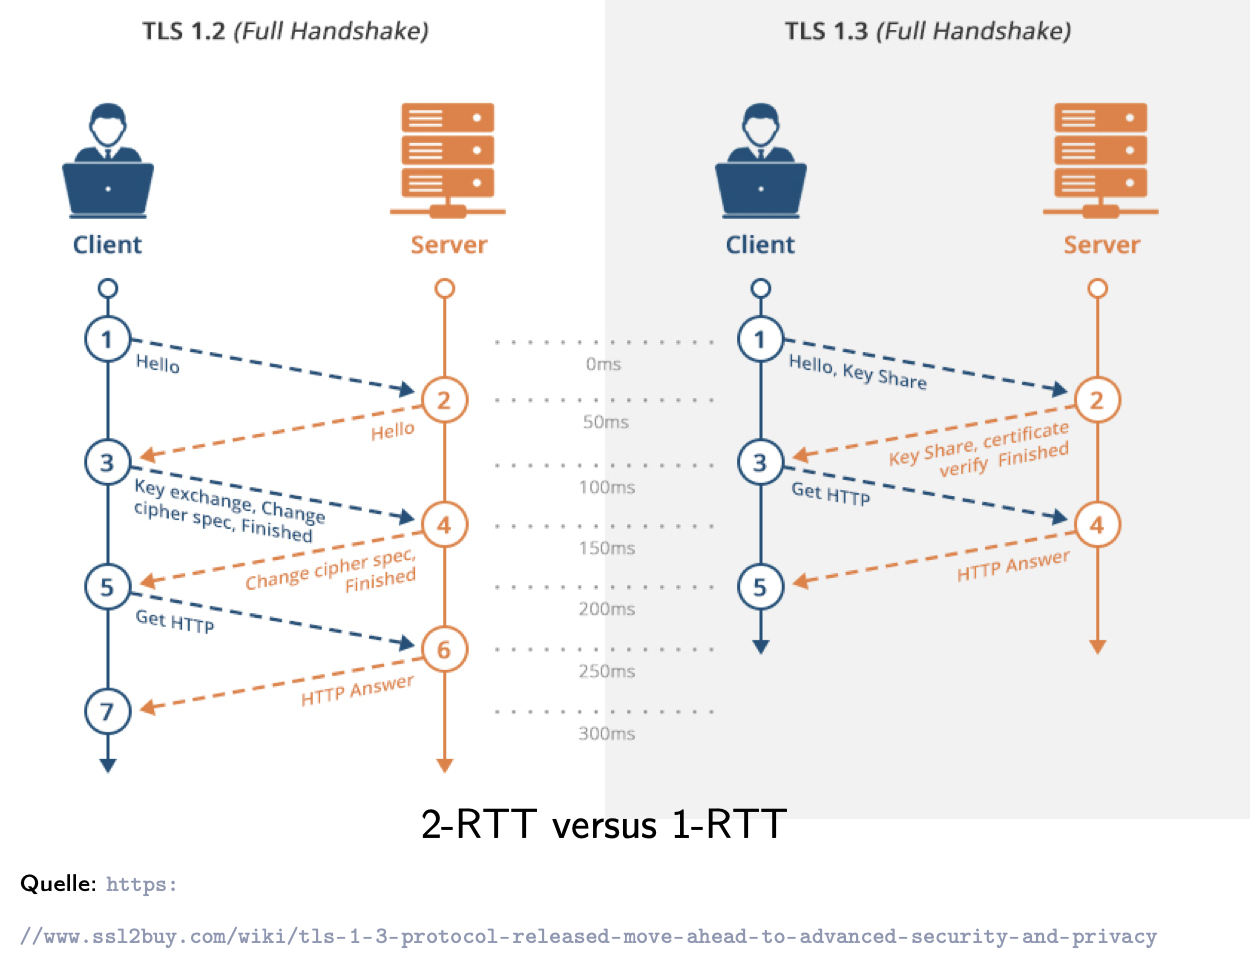 TLS 1.2 (Full Handshake)
Client
Server
1
Hello
2
Hello
3
Key exchange, Change
cipher spec, Finished
4
Change cipher spec,
Finished
5
Get HTTP
6
HTTP Answer
7
0ms
50ms
100ms
150ms
200ms
250ms
300ms
TLS 1.3 (Full Handshake)
Client
Server
1
Hello, Key Share
2
Key Share, certificate
verify Finished
3
Get HTTP
4
HTTP Answer
5
2-RTT versus 1-RTT
Quelle: https:
//www.ssl2buy.com/wiki/tls-1-3-protocol-released-move-ahead-to-advanced-security-and-privacy